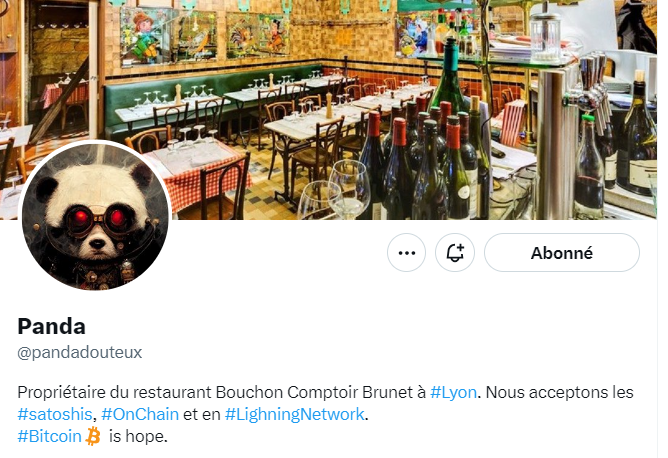 Abonné
Panda
@pandadouteux
Propriétaire du restaurant Bouchon Comptoir Brunet à #Lyon. Nous acceptons les
#satoshis, #OnChain et en #LighningNetwork.
#Bitcoin is hope.